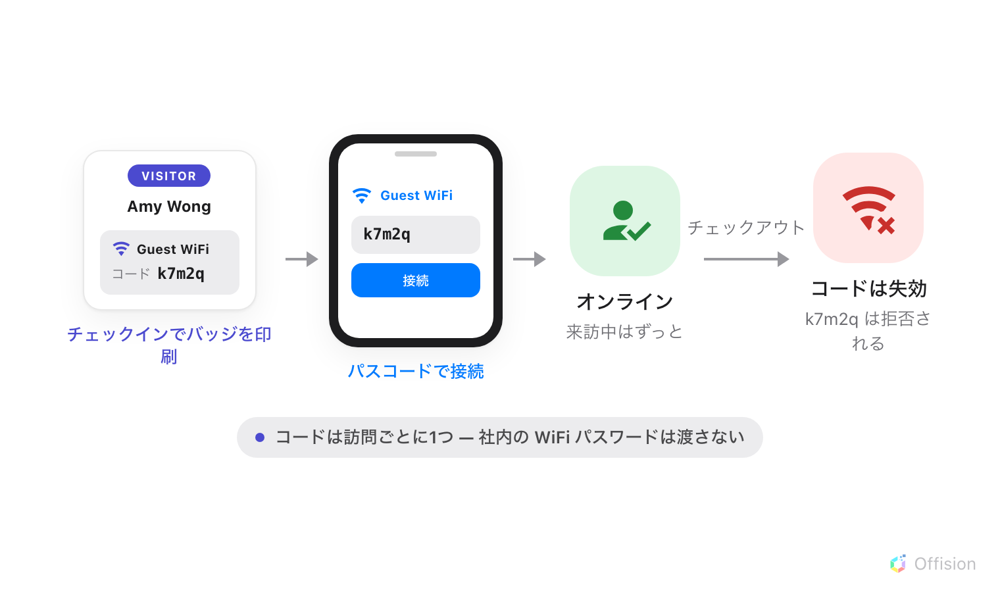 VISITOR
Amy Wong
Guest WiFi
コード k7m2q
チェックインでバッジを印
刷
Guest WiFi
k7m2q
接続
パスコードで接続
オンライン
来訪中はずっと
チェックアウト
コードは失効
k7m2q は拒否さ
れる
コードは訪問ごとに1つ — 社内の WiFi パスワードは渡さない
Offision